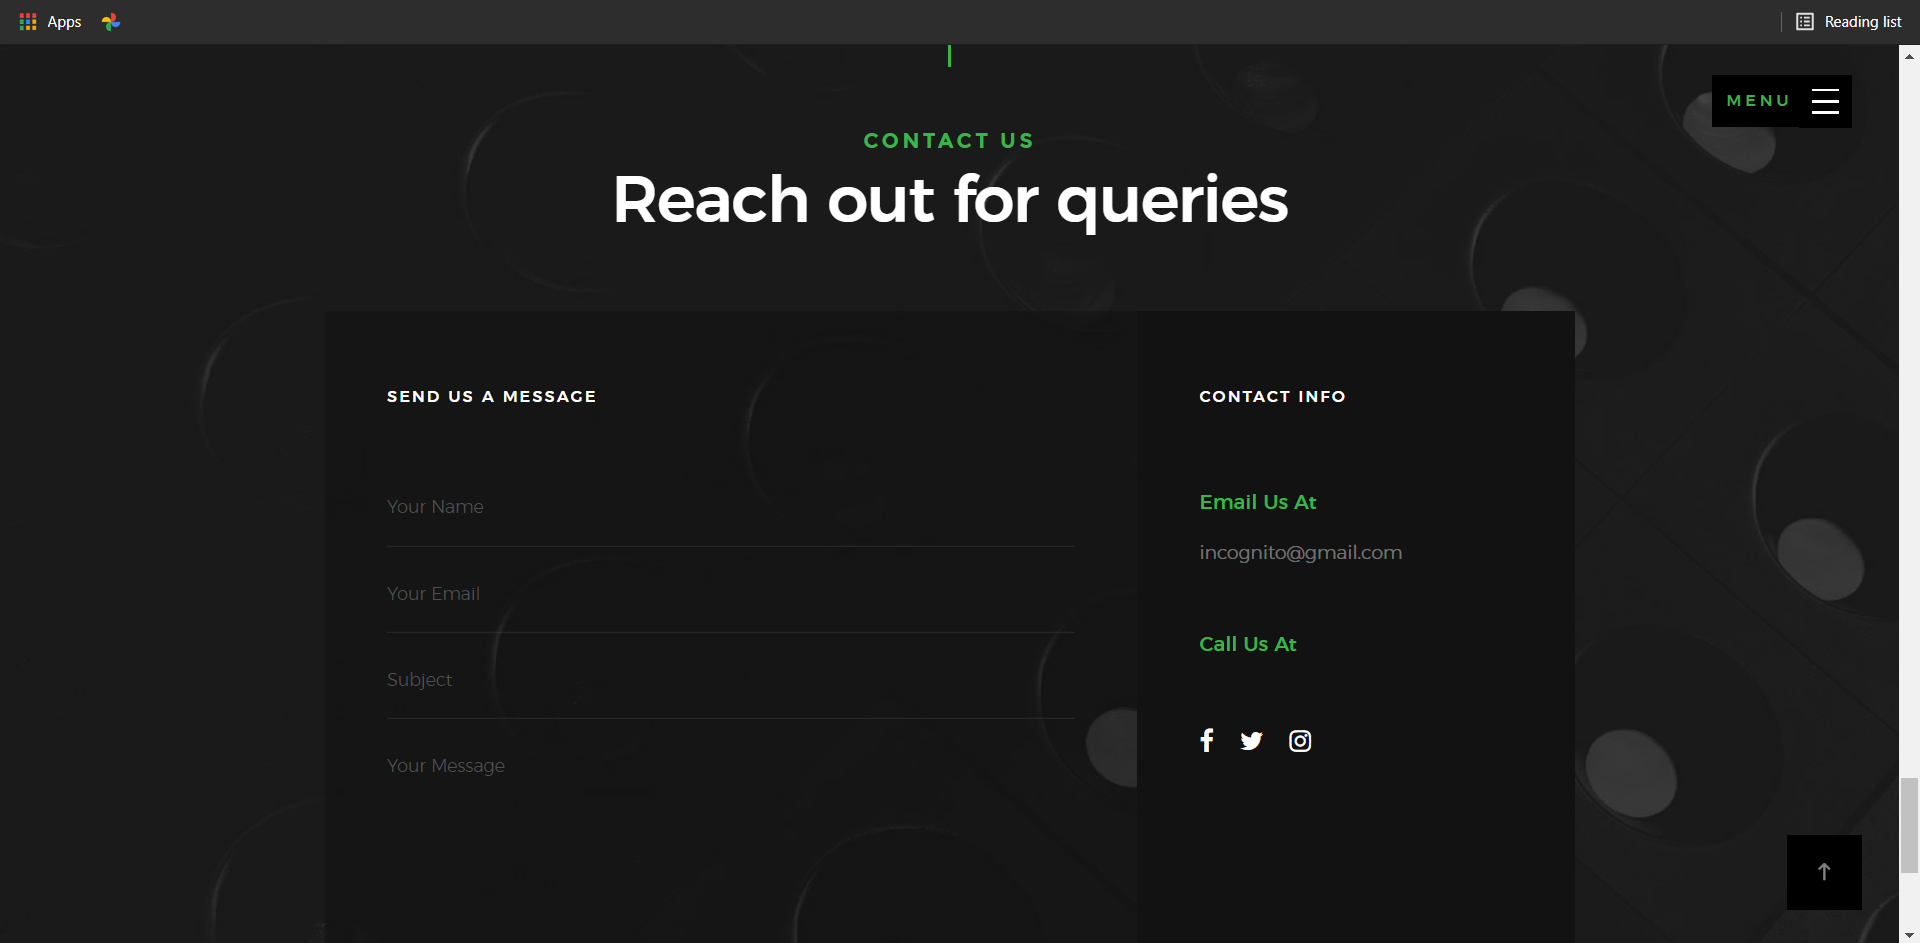 Apps
Reading list
MENU
CONTACT US
Reach out for queries
SEND US A MESSAGE
Your Name
Your Email
Subject
Your Message
CONTACT INFO
Email Us At
incognito@gmail.com
Call Us At